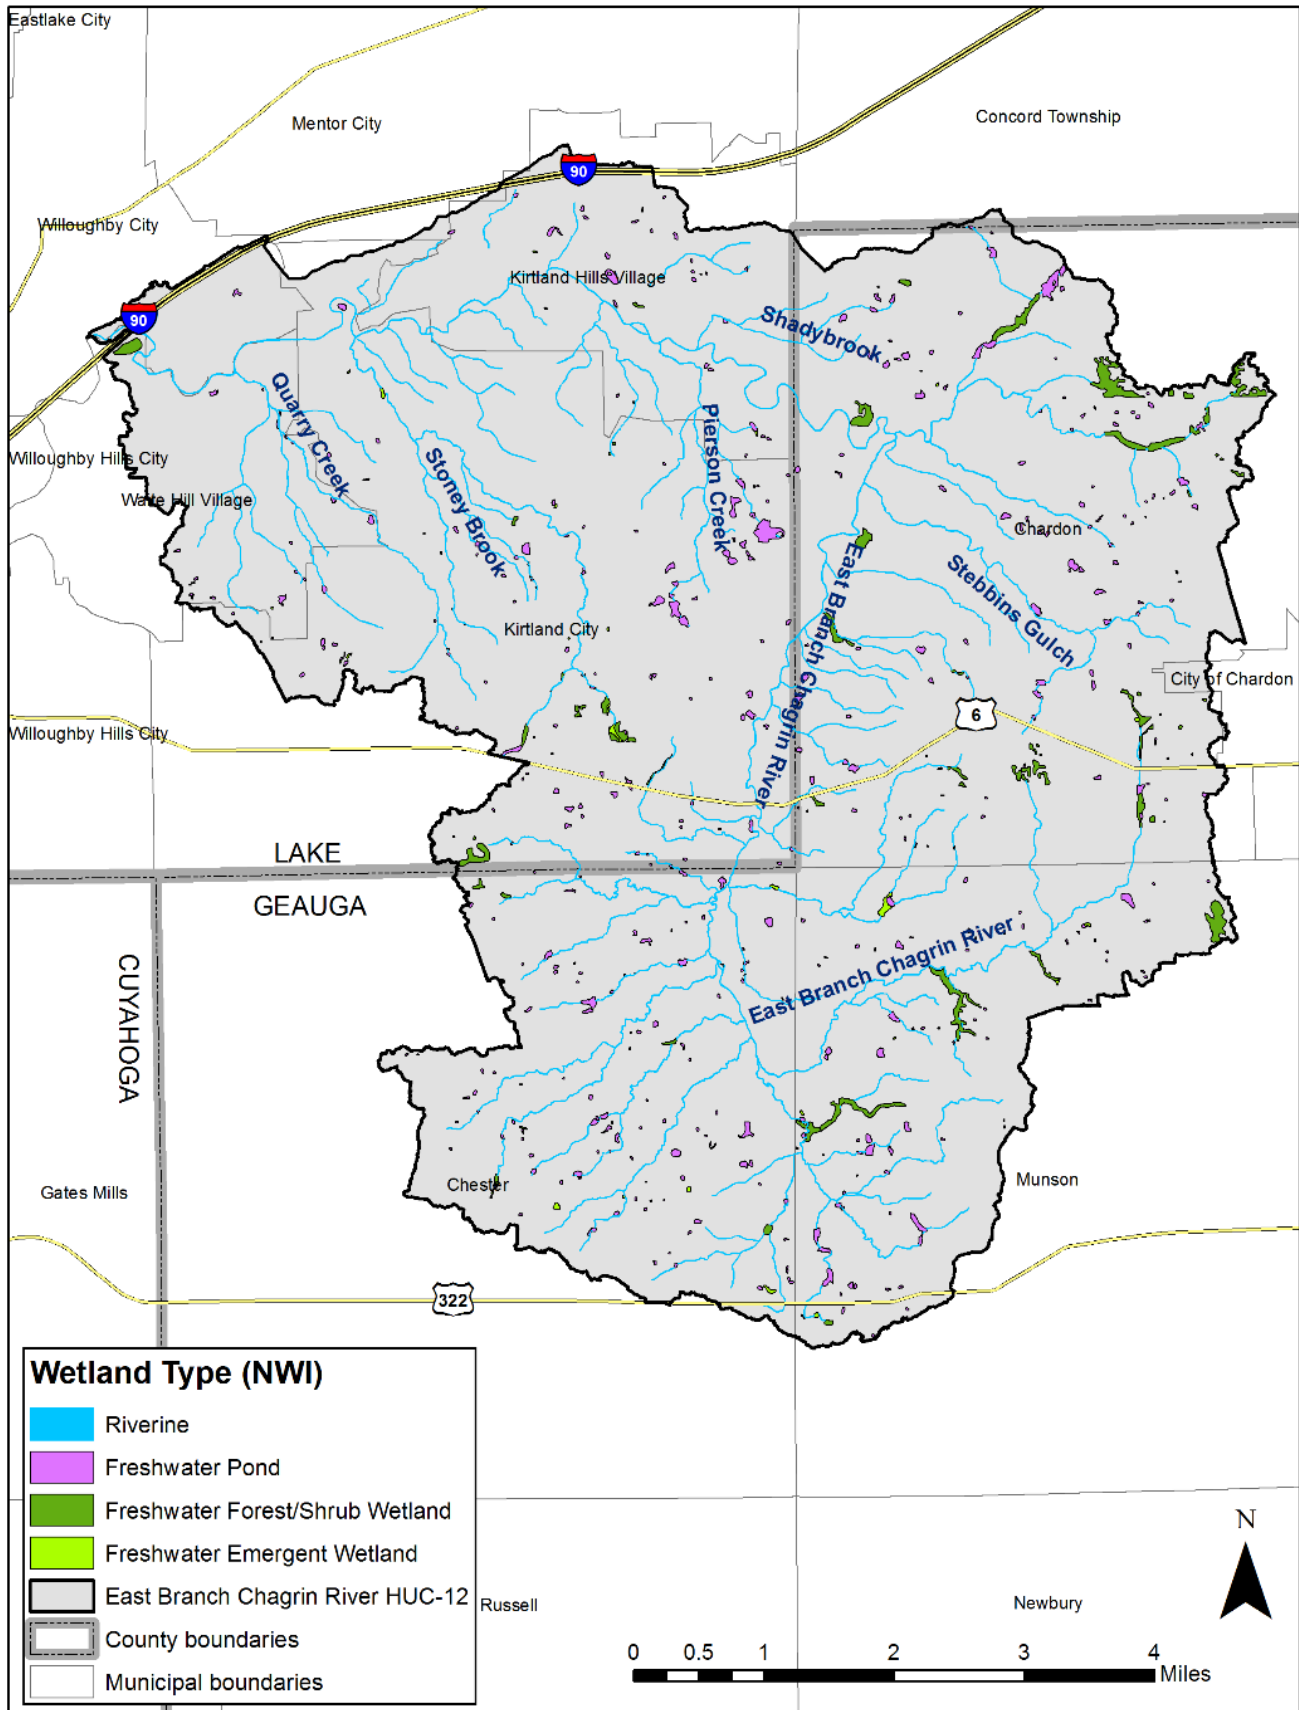 Eastlake City
Mentor City
Concord Township
90
Willoughby City
Kirtland Hills Village
90
Shadybrook
Quarry Creek
Pierson Creek
Stoney Brook
Willoughby Hills City
Waite Hill Village
Chardon
East Branch Chagrin River
Stebbins Gulch
Kirtland City
City of Chardon
6
Willoughby Hills City
LAKE
GEAUGA
East Branch Chagrin River
CUYAHOGA
Gates Mills
Chester
Munson
322
Wetland Type (NWI)
Riverine
Freshwater Pond
Freshwater Forest/Shrub Wetland
Freshwater Emergent Wetland
East Branch Chagrin River HUC-12
County boundaries
Municipal boundaries
Russell
Newbury
N
0 0.5 1 2 3 4
Miles